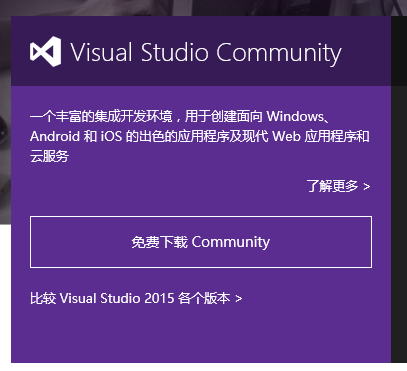 Visual Studio Community
一个丰富的集成开发环境，用于创建面向 Windows、
Android 和 iOS 的出色的应用程序及现代 Web 应用程序和
云服务
了解更多 >
免费下载 Community
比较 Visual Studio 2015 各个版本 >